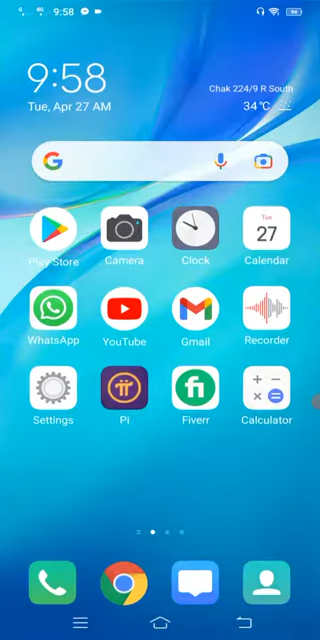 9:58
9:58
Tue, Apr 27 AM
Chak 224/9 R South
34°C
Play Store
Camera
Clock
Tue
27
Calendar
WhatsApp
YouTube
Gmail
Recorder
Settings
Pi
fi
Fiverr
Calculator